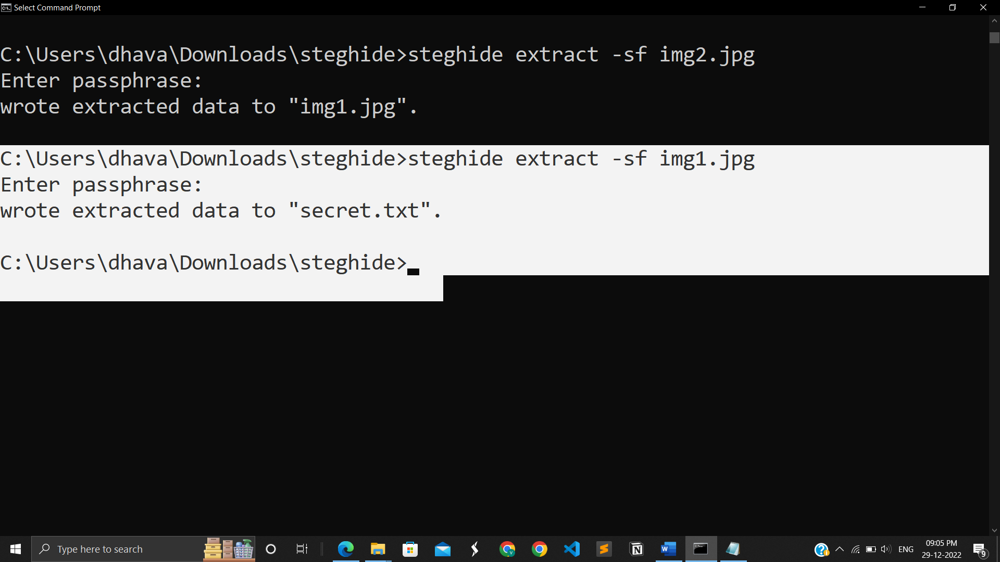 Select Command Prompt
C:\Users\dhava\Downloads\steghide>steghide extract -sf img2.jpg
Enter passphrase:
wrote extracted data to "img1.jpg".
C:\Users\dhava\Downloads\steghide>steghide extract -sf img1.jpg
Enter passphrase:
wrote extracted data to "secret.txt".
C:\Users\dhava\Downloads\steghide>
Type here to search
ENG
09:05 PM
29-12-2022
9